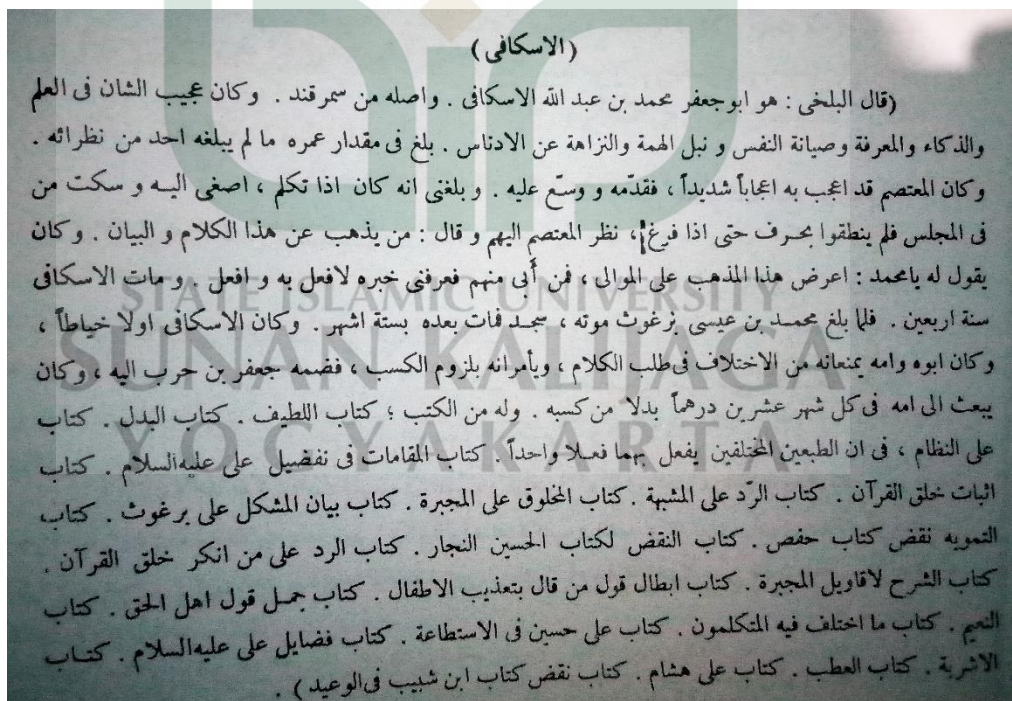 ( الاسكافى )
(قال البلخى : هو ابوجعفر محمد بن عبد الله الاسكافى . واصله من سمرقند . وكان عجيب الشان فى العلم
والذكاء والمعرفة وصيانة النفس و نبل الهمة والنزاهة عن الادناس . بلغ فى مقدار عمره ما لم يبلغه احد من نظرائه .
وكان المعتصم قد اعجب به اعجاباً شديداً ، فقدّمه و وسّع عليه . و بلغنى انه كان اذا تكلم ، اصغى اليه و سكت من
فى المجلس فلم ينطقوا بحرف حتى اذا فرغ ، نظر المعتصم اليهم و قال : من يذهب عن هذا الكلام و البيان . وكان
يقول له يامحمد : اعرض هذا المذهب على الموالى ، فمن أبى منهم فعرفنى خبره لافعل به و افعل . و مات الاسكافى
سنة اربعين . فلما بلغ محمد بن عيسى برغوث موته ، سجد فمات بعده بستة اشهر . وكان الاسكافى اولا خياطاً ،
وكان ابوه وامه يمنعانه من الاختلاف فى طلب الكلام ، ويأمرانه بلزوم الكسب ، فضمه جعفر بن حرب اليه ، وكان
يبعث الى امه فى كل شهر عشرين درهماً بدلا من كسبه . وله من الكتب ؛ كتاب اللطيف . كتاب البدل . كتاب
على النظام ، فى ان الطبعين المختلفين يفعل بهما فعلا واحداً . كتاب المقامات فى تفضيل على عليه السلام . كتاب
اثبات خلق القرآن . كتاب الرّد على المشبهة . كتاب المخلوق على المجبرة . كتاب بيان المشكل على برغوث . كتاب
التمويه نقض كتاب حفص . كتاب النقض لكتاب الحسين النجار . كتاب الرد على من انكر خلق القرآن .
كتاب الشرح لاقاويل المجبرة . كتاب ابطال قول من قال بتعذيب الاطفال . كتاب جمل قول اهل الحق . كتاب
النعيم . كتاب ما اختلف فيه المتكلمون . كتاب على حسين فى الاستطاعة . كتاب فضايل على عليه السلام . كتاب
الاشربة . كتاب العطب . كتاب على هشام . كتاب نقض كتاب ابن شبيب فى الوعيد ) .
STATE ISLAMIC UNIVERSITY
SUNAN KALIJAGA
YOGYAKARTA